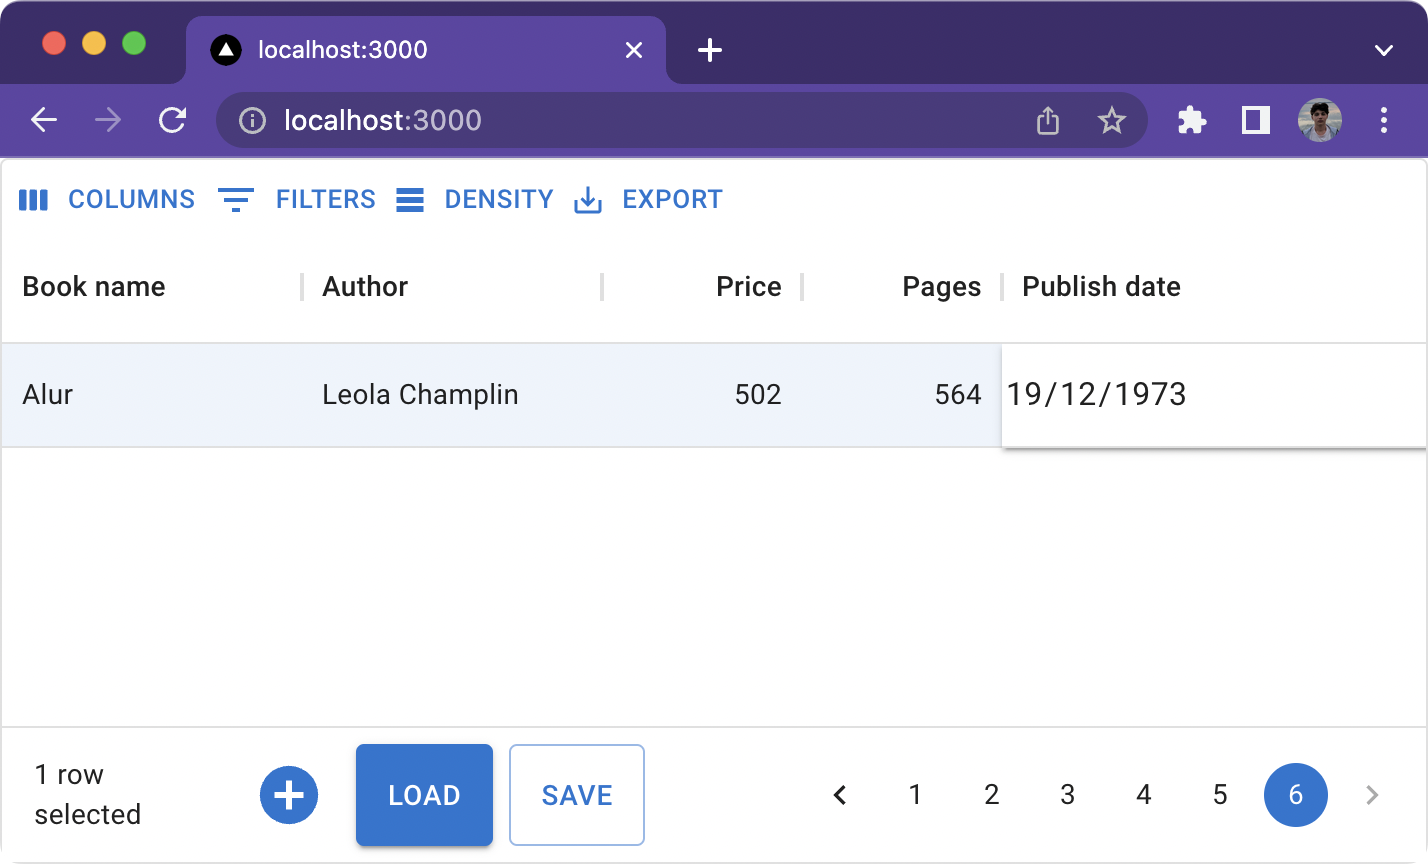 localhost:3000
localhost:3000
COLUMNS FILTERS DENSITY EXPORT
Book name Author Price Pages Publish date
Alur Leola Champlin 502 564 19/12/1973
1 row
selected
LOAD SAVE 1 2 3 4 5 6